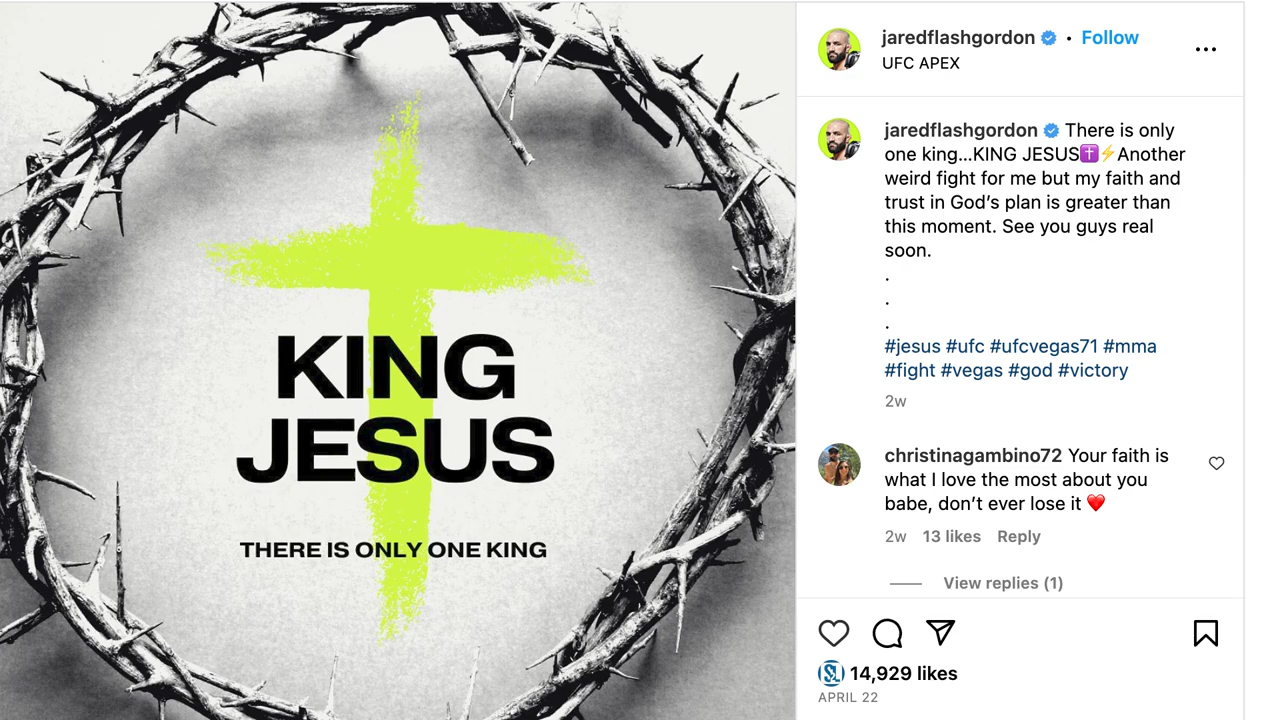 KING
JESUS
THERE IS ONLY ONE KING
jaredflashgordon • Follow
UFC APEX
jaredflashgordon There is only
one king...KING JESUS✝️⚡Another
weird fight for me but my faith and
trust in God’s plan is greater than
this moment. See you guys real
soon.
.
.
.
#jesus #ufc #ufcvegas71 #mma
#fight #vegas #god #victory
2w
christinagambino72 Your faith is
what I love the most about you
babe, don’t ever lose it ❤️
2w 13 likes Reply
View replies (1)
14,929 likes
APRIL 22